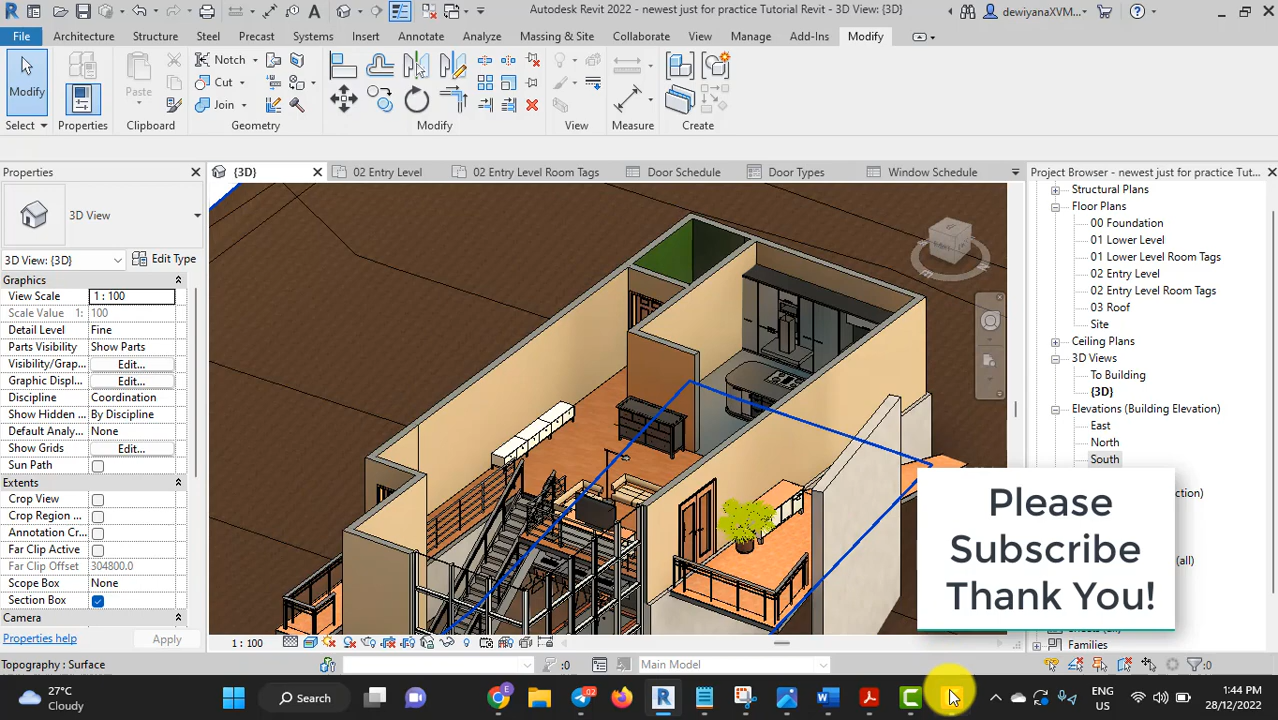 Autodesk Revit 2022 - newest just for practice Tutorial Revit - 3D View: {3D}
dewiyanaXVM...
File
Architecture
Structure
Steel
Precast
Systems
Insert
Annotate
Analyze
Massing & Site
Collaborate
View
Manage
Add-Ins
Modify
Modify
Select
Properties
Paste
Clipboard
Notch
Cut
Join
Geometry
Modify
View
Measure
Create
Properties
{3D}
02 Entry Level
02 Entry Level Room Tags
Door Schedule
Door Types
Window Schedule
Project Browser - newest just for practice Tu...
3D View
3D View: {3D}
Edit Type
Graphics
View Scale 1 : 100
Scale Value 1: 100
Detail Level Fine
Parts Visibility Show Parts
Visibility/Grap... Edit...
Graphic Displ... Edit...
Discipline Coordination
Show Hidden ... By Discipline
Default Analy... None
Show Grids Edit...
Sun Path
Extents
Crop View
Crop Region ...
Annotation Cr...
Far Clip Active
Far Clip Offset 304800.0
Scope Box None
Section Box
Camera
Properties help
Apply
Structural Plans
Floor Plans
00 Foundation
01 Lower Level
01 Lower Level Room Tags
02 Entry Level
02 Entry Level Room Tags
03 Roof
Site
Ceiling Plans
3D Views
To Building
{3D}
Elevations (Building Elevation)
East
North
South
Please
Subscribe
Thank You!
Families
1 : 100
Topography : Surface
:0
Main Model
:0
27°C
Cloudy
Search
02
ENG
US
1:44 PM
28/12/2022